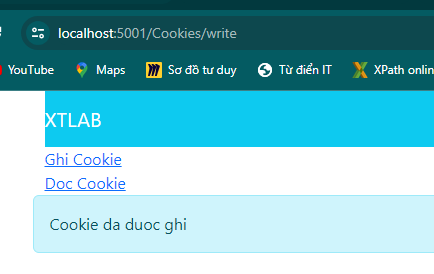 localhost:5001/Cookies/write
YouTube Maps Sơ đồ tư duy Từ điển IT XPath onlin
XTLAB
Ghi Cookie
Doc Cookie
Cookie da duoc ghi